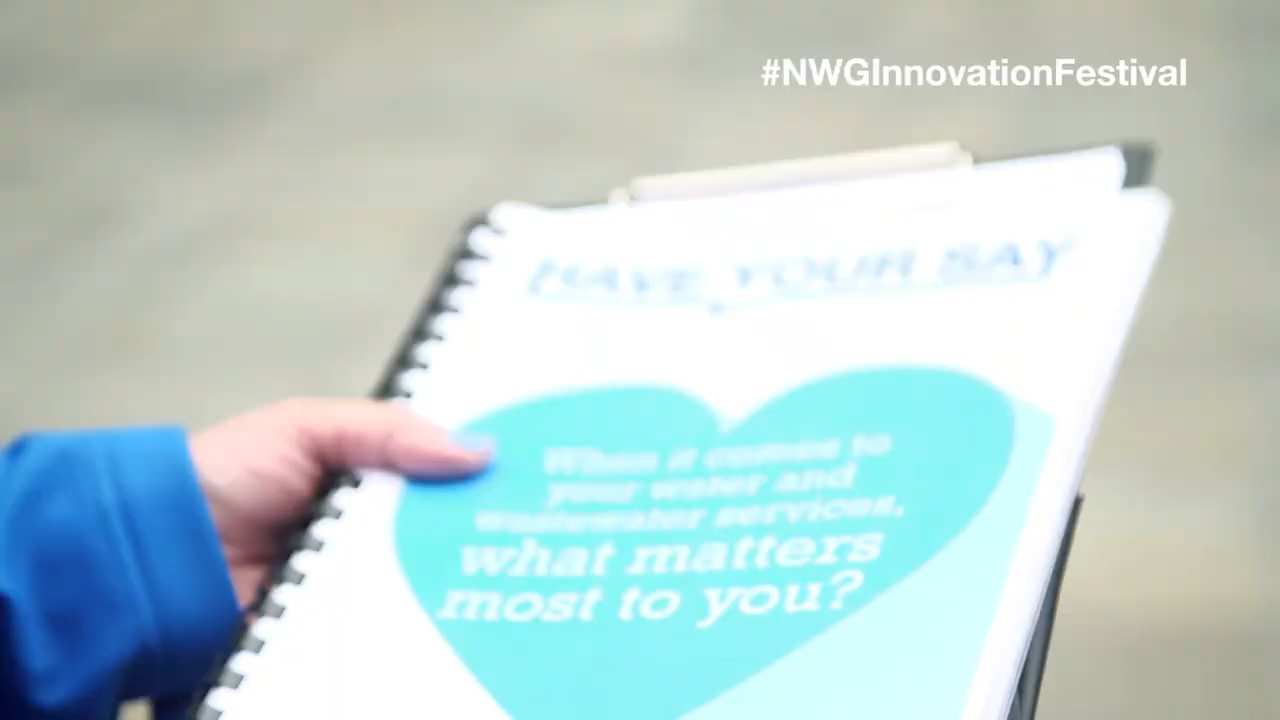 #NWGInnovationFestival
HAVE YOUR SAY
When it comes to
your water and
wastewater services,
what matters
most to you?